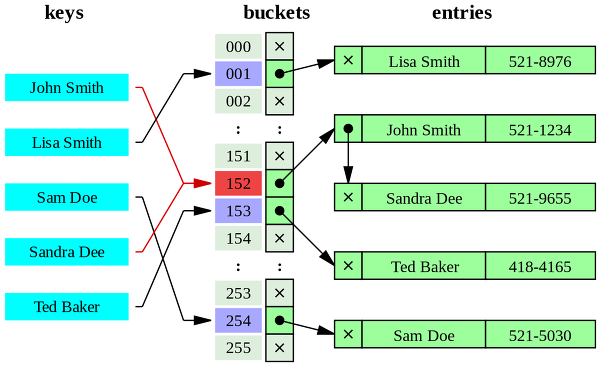 keys buckets entries
000 ×
001
002 ×
: :
151 ×
152
153
154 ×
: :
253 ×
254
255 ×
John Smith
Lisa Smith
Sam Doe
Sandra Dee
Ted Baker
× Lisa Smith 521-8976
John Smith 521-1234
× Sandra Dee 521-9655
× Ted Baker 418-4165
× Sam Doe 521-5030